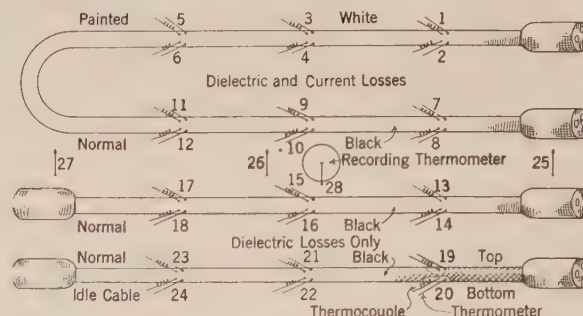 Painted 5 3 White 1
6 4 2
Dielectric and Current Losses
11 9 7
Normal 12 10 Black 8
27 26 Recording Thermometer 25
17 15 28 13
Normal 18 16 Black 14
Dielectric Losses Only
Normal 23 21 Black 19 Top
Idle Cable 24 22 20 Bottom
Thermocouple Thermometer